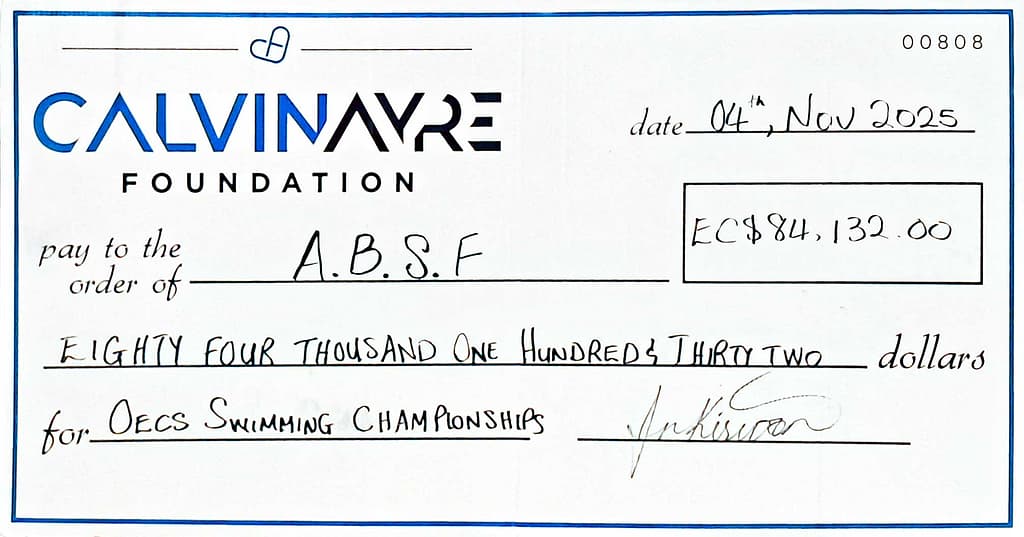 00808
CALVINAYRE
FOUNDATION
date 04th, Nov 2025
pay to the
order of A.B.S.F
EC$84,132.00
EIGHTY FOUR THOUSAND ONE HUNDRED & THIRTY TWO dollars
for OECS SWIMMING CHAMPIONSHIPS